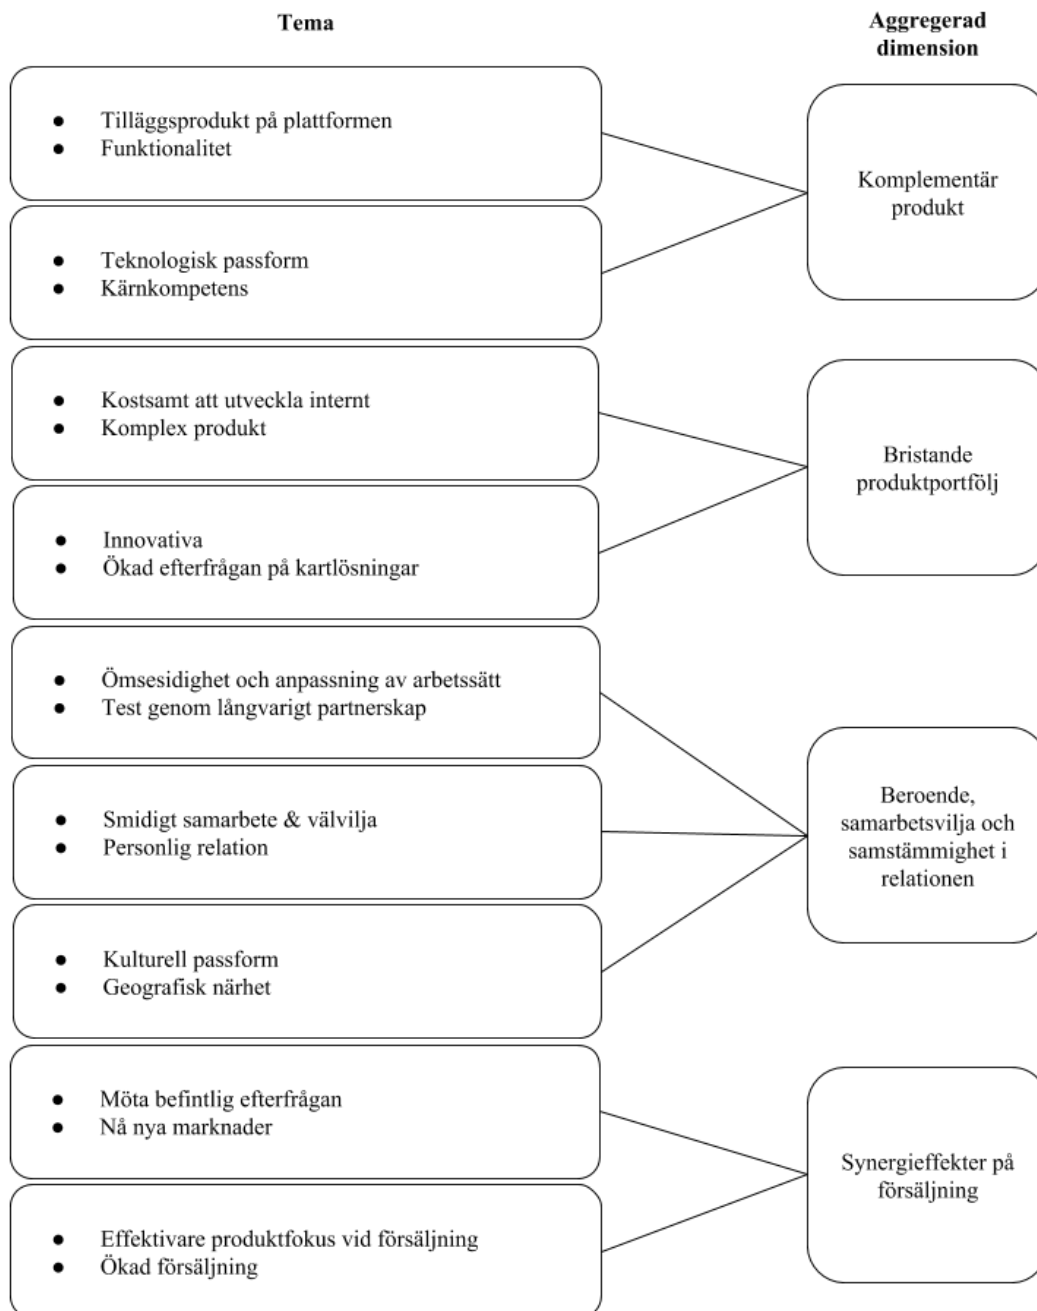 Tema
Aggregerad
dimension
● Tilläggsprodukt på plattformen
● Funktionalitet
● Teknologisk passform
● Kärnkompetens
Komplementär
produkt
● Kostsamt att utveckla internt
● Komplex produkt
● Innovativa
● Ökad efterfrågan på kartlösningar
Bristande
produktportfölj
● Ömsesidighet och anpassning av arbetssätt
● Test genom långvarigt partnerskap
● Smidigt samarbete & välvilja
● Personlig relation
● Kulturell passform
● Geografisk närhet
Beroende,
samarbetsvilja och
samstämmighet i
relationen
● Möta befintlig efterfrågan
● Nå nya marknader
● Effektivare produktfokus vid försäljning
● Ökad försäljning
Synergieffekter på
försäljning